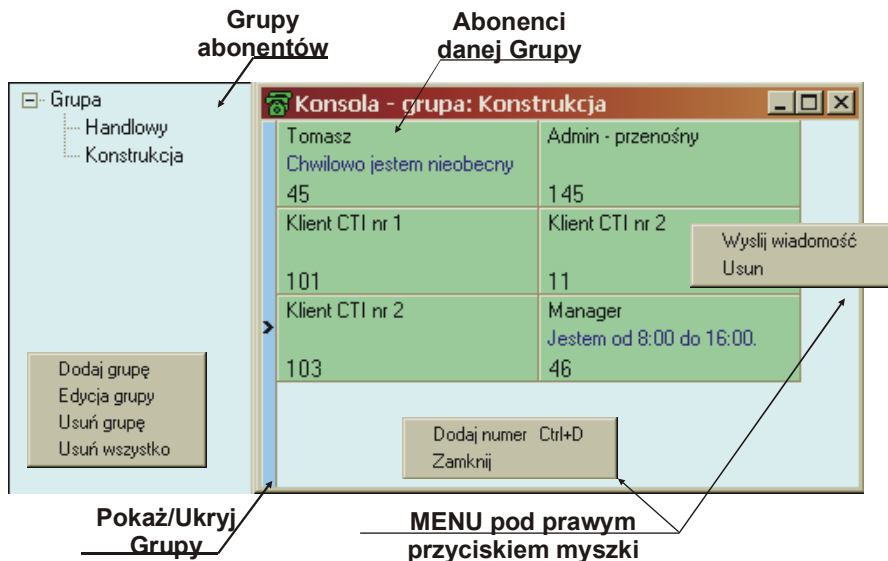 Grupy
abonentów
Abonenci
danej Grupy
Grupa
Handlowy
Konstrukcja
Konsola - grupa: Konstrukcja
Tomasz
Chwilowo jestem nieobecny
45
Admin - przenośny
145
Klient CTI nr 1
101
Klient CTI nr 2
11
Wyslij wiadomość
Usun
Klient CTI nr 2
103
Manager
Jestem od 8:00 do 16:00.
46
Dodaj grupę
Edycja grupy
Usuń grupę
Usuń wszystko
Dodaj numer Ctrl+D
Zamknij
Pokaż/Ukryj
Grupy
MENU pod prawym
przyciskiem myszki